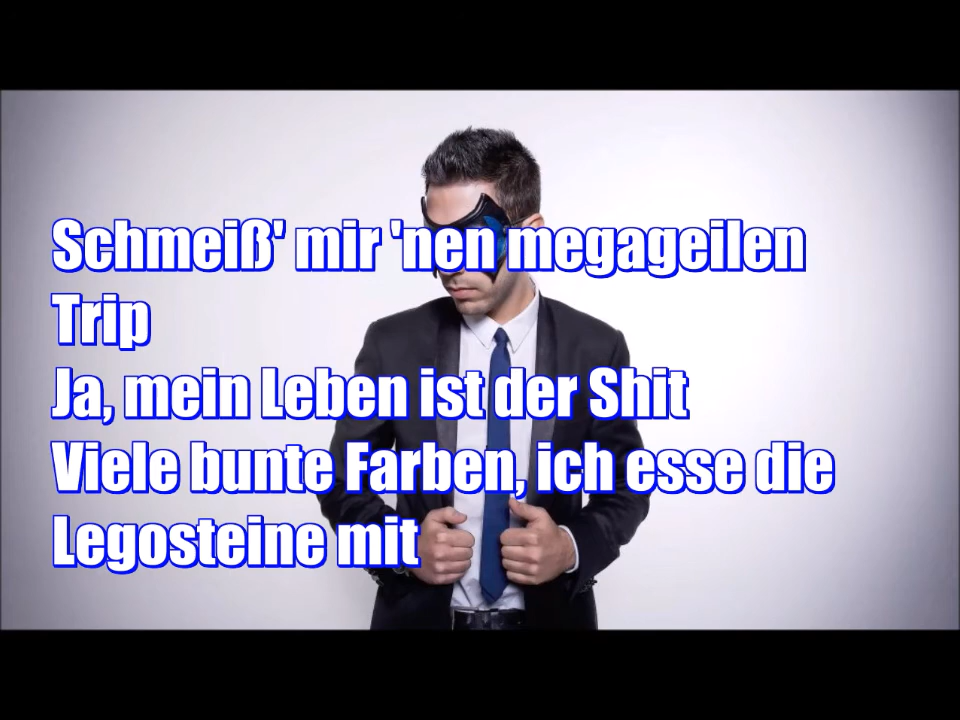 Schmeiß' mir 'nen megageilen
Trip
Ja, mein Leben ist der Shit
Viele bunte Farben, ich esse die
Legosteine mit